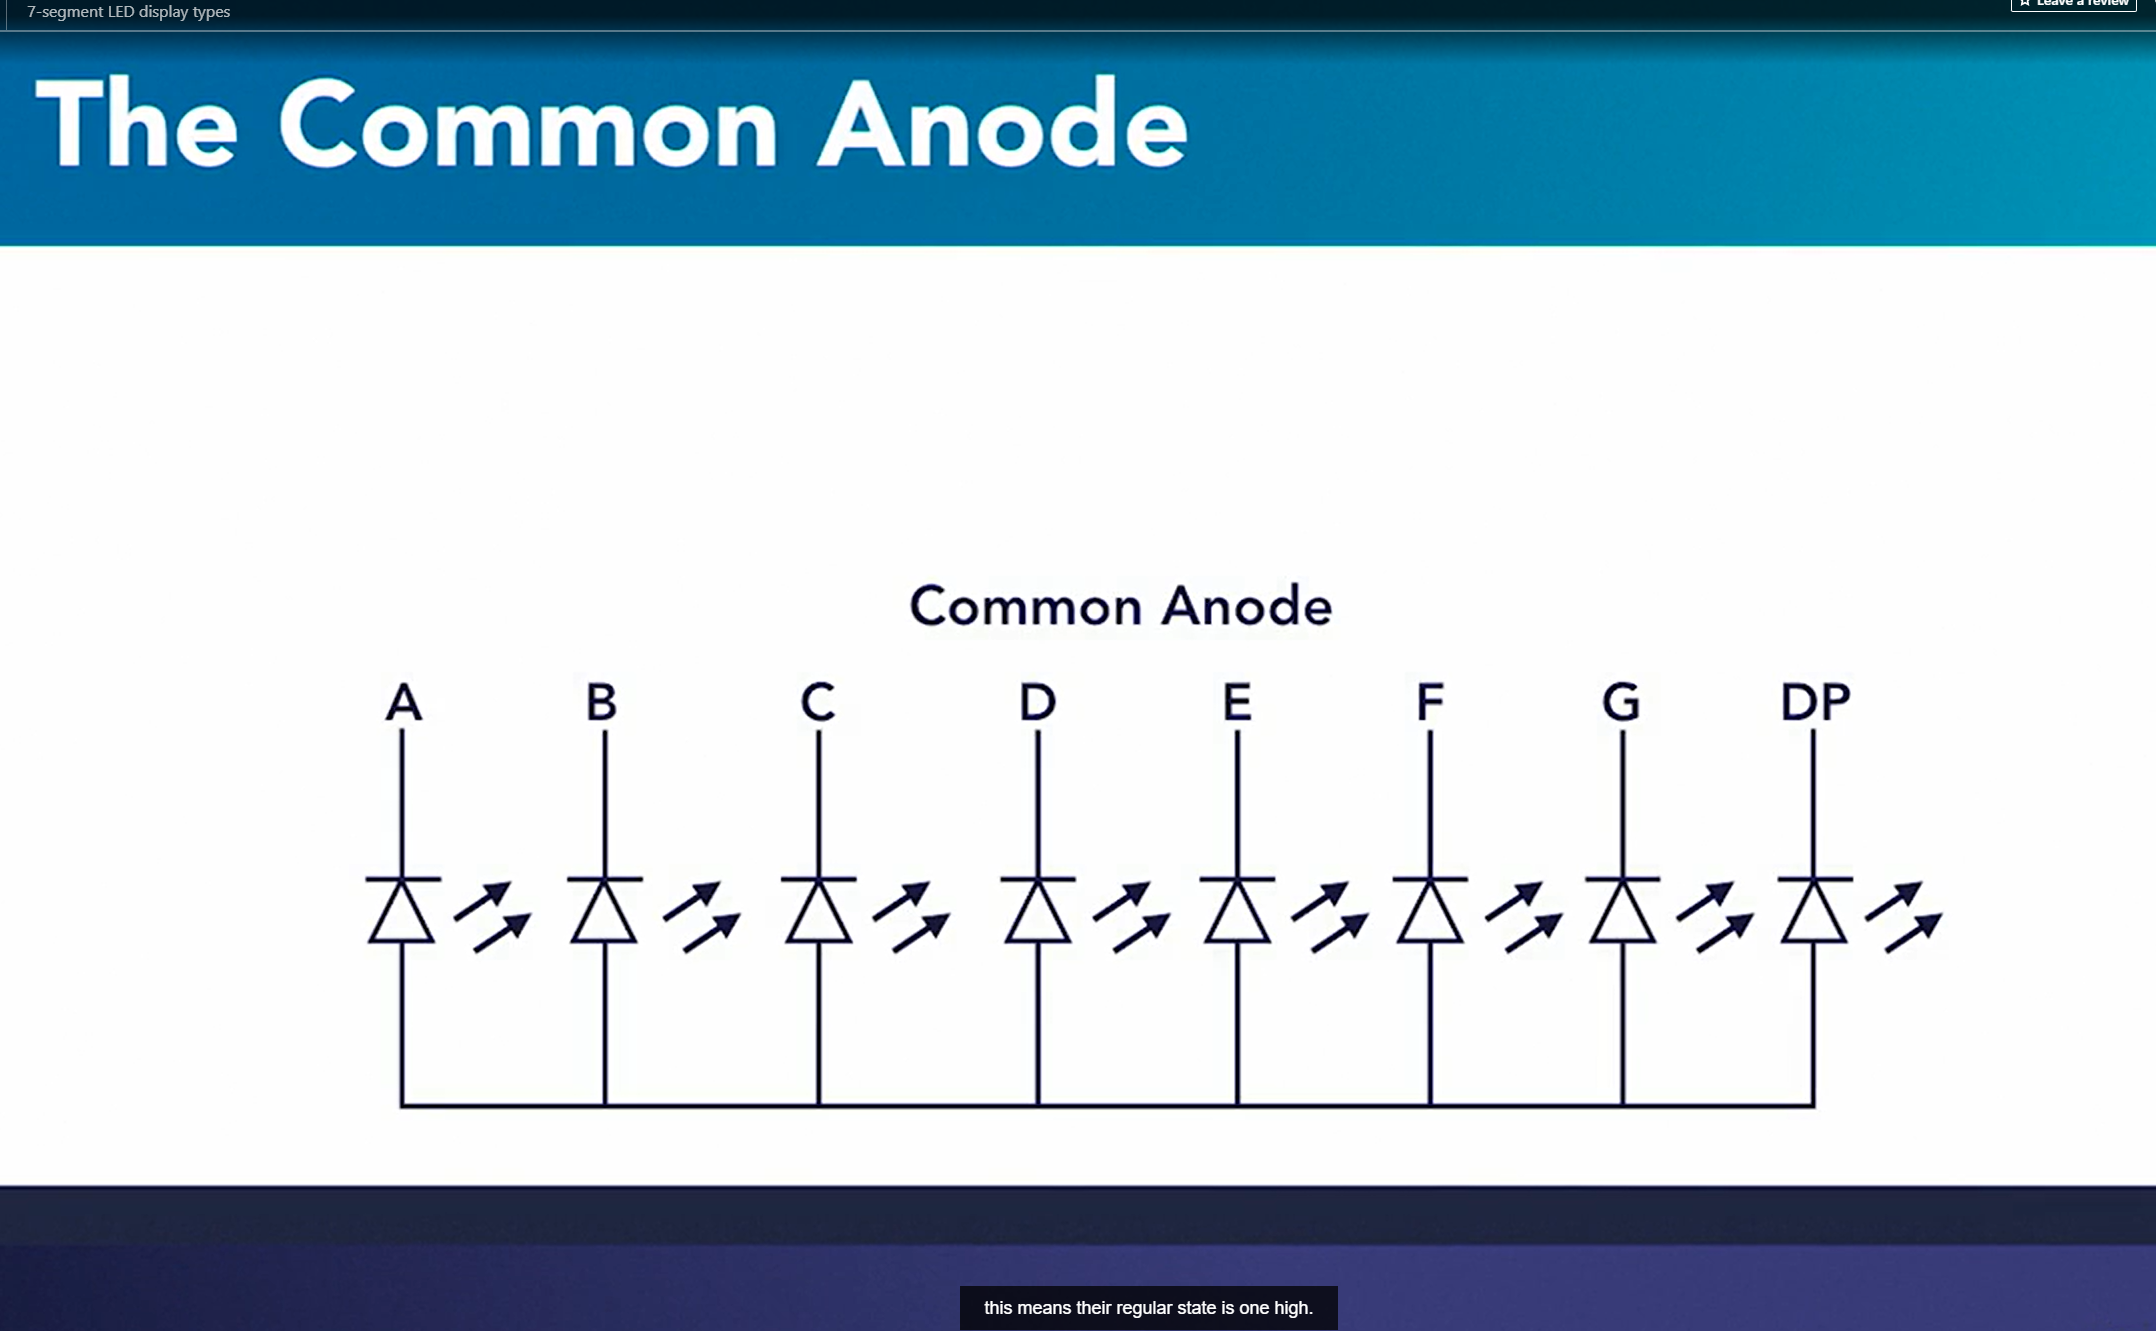 7-segment LED display types
Leave a review
The Common Anode
Common Anode
A B C D E F G DP
this means their regular state is one high.